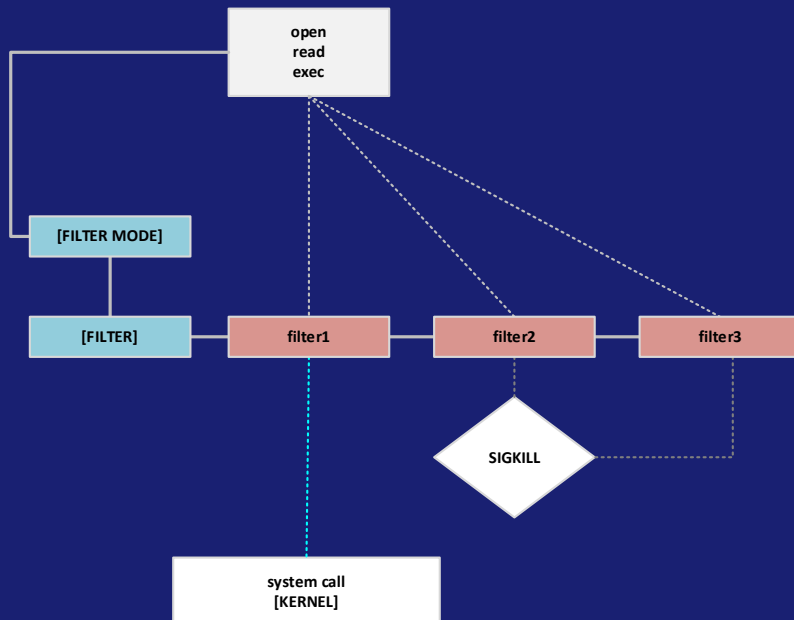 open
read
exec
[FILTER MODE]
[FILTER]
filter1
filter2
filter3
SIGKILL
system call
[KERNEL]